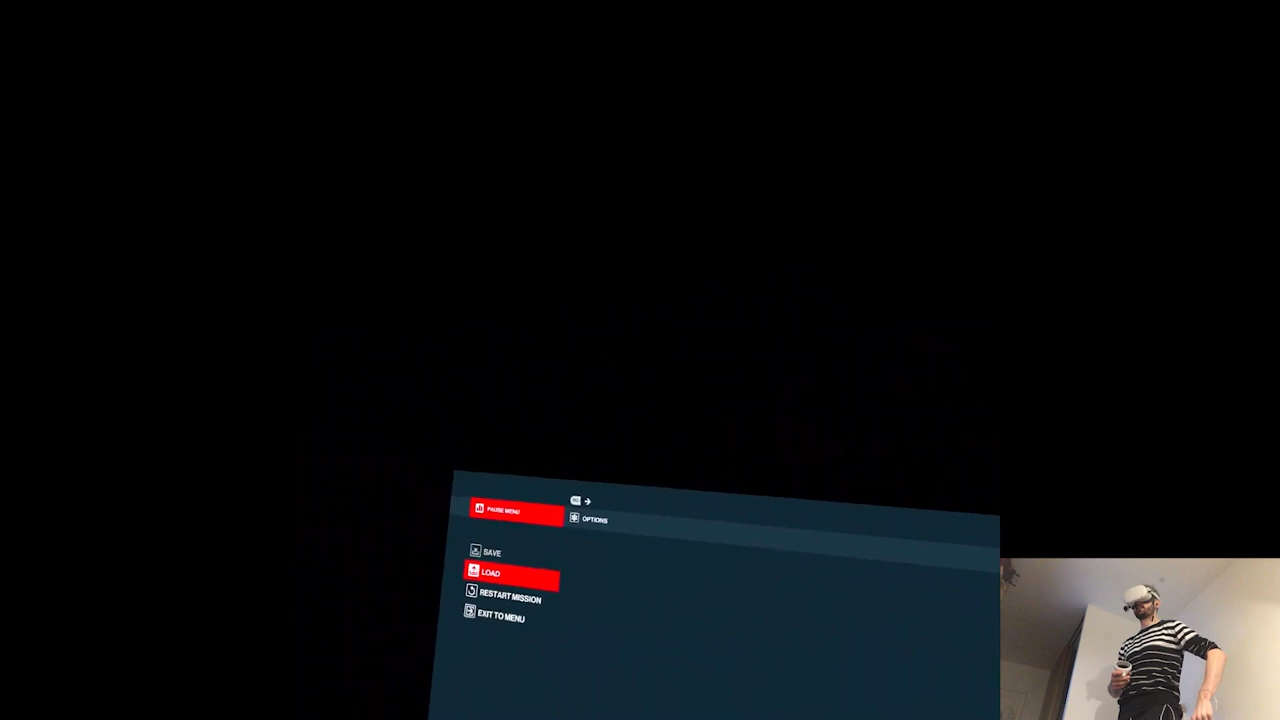 PAUSE MENU
OPTIONS
SAVE
LOAD
RESTART MISSION
EXIT TO MENU